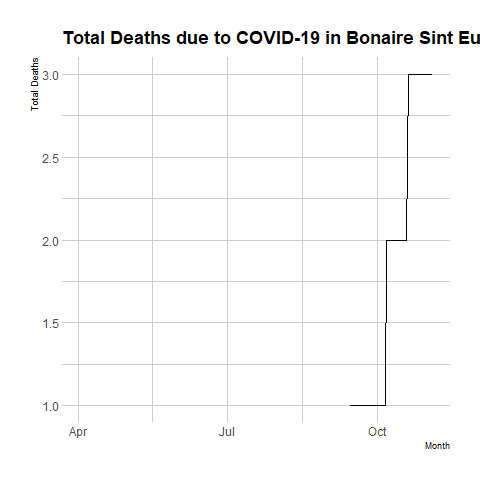 Total Deaths due to COVID-19 in Bonaire Sint Eu
Total Deaths
3.0
2.5
2.0
1.5
1.0
Apr
Jul
Oct
Month